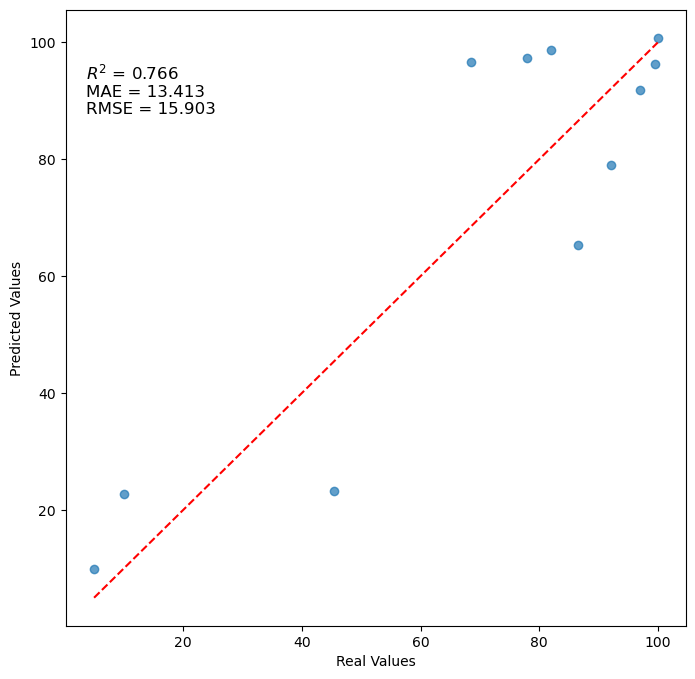 R² = 0.766
MAE = 13.413
RMSE = 15.903
100
80
60
40
20
Predicted Values
20 40 60 80 100
Real Values